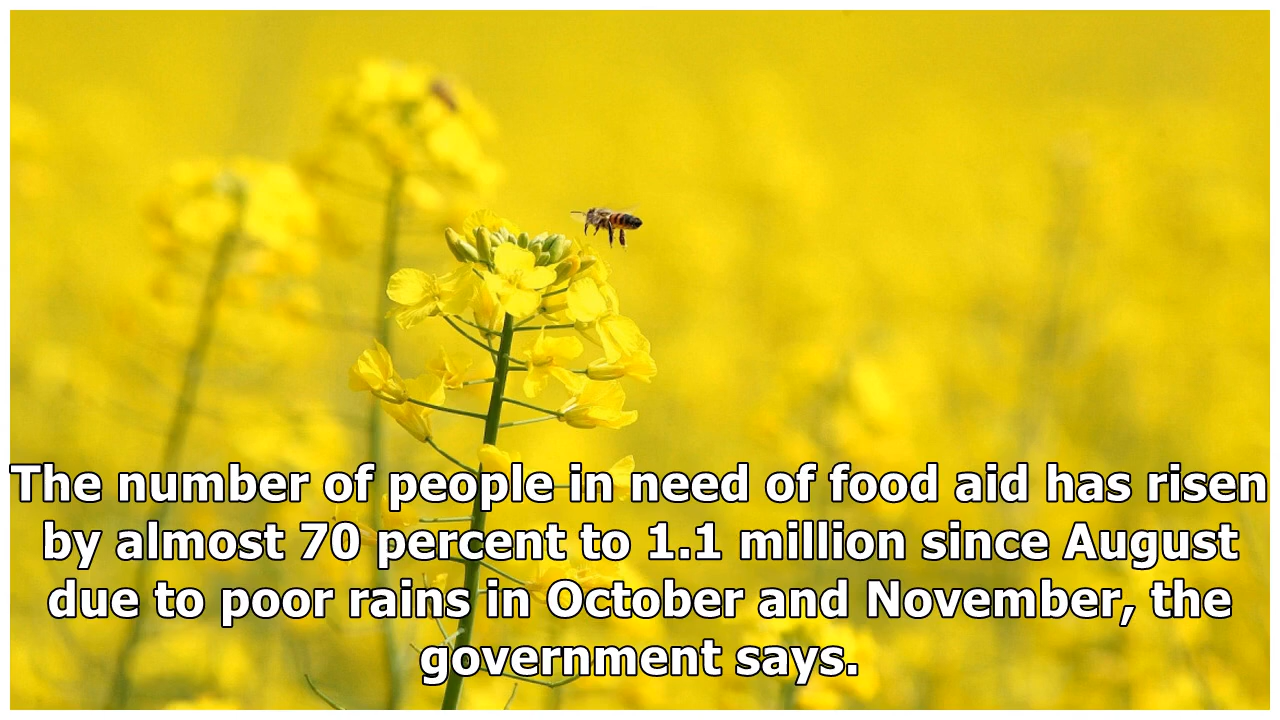 The number of people in need of food aid has risen
by almost 70 percent to 1.1 million since August
due to poor rains in October and November, the
government says.